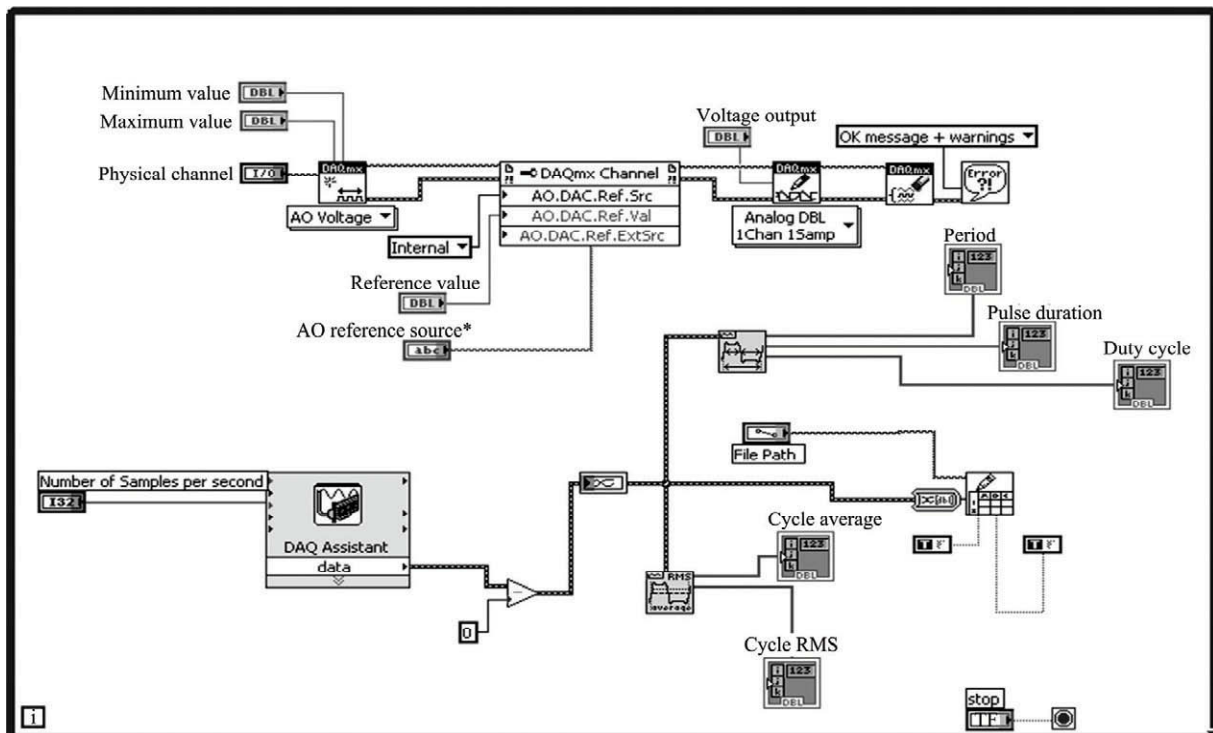 Minimum value
DBL
Maximum value
DBL
Physical channel
I/O
DAQmx
AO Voltage
DAQmx Channel
AO.DAC.Ref.Src
AO.DAC.Ref.Val
AO.DAC.Ref.ExtSrc
Internal
Reference value
DBL
AO reference source*
abc
Voltage output
DBL
DAQmx
Analog DBL
1Chan 1Samp
DAQmx
OK message + warnings
Error
?!
Period
i
j
k
123
DBL
Pulse duration
i
j
k
123
DBL
Duty cycle
i
j
k
123
DBL
File Path
Number of Samples per second
I32
DAQ Assistant
data
0
T F
T F
Cycle average
i
j
k
123
DBL
RMS
average
Cycle RMS
i
j
k
123
DBL
stop
TF
i